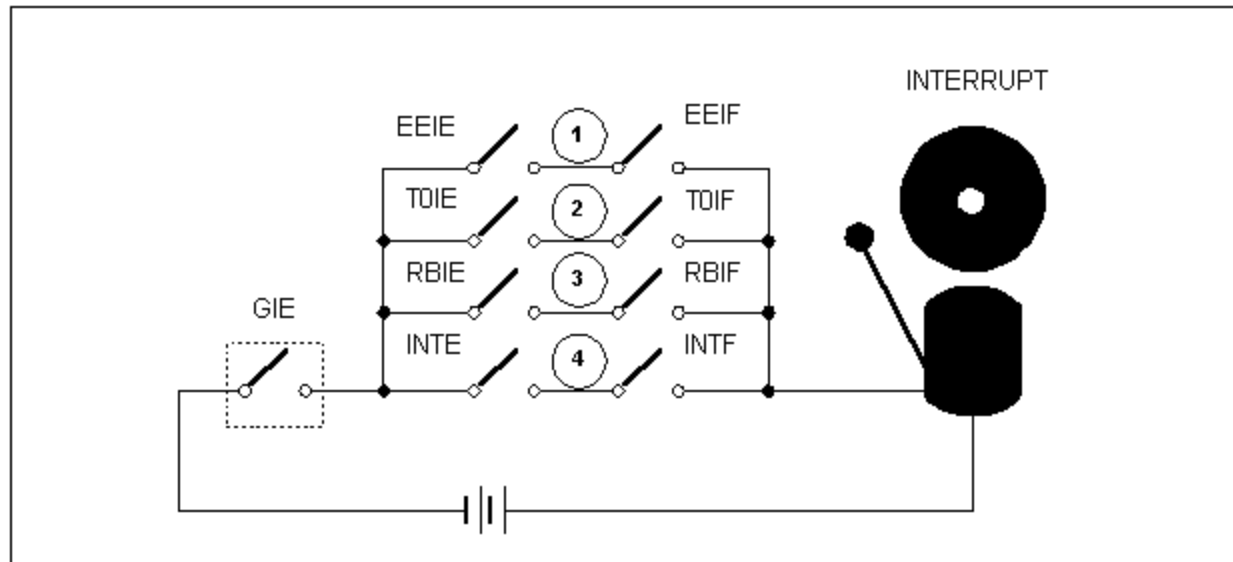 INTERRUPT
EEIE 1 EEIF
T0IE 2 T0IF
RBIE 3 RBIF
GIE
INTE 4 INTF